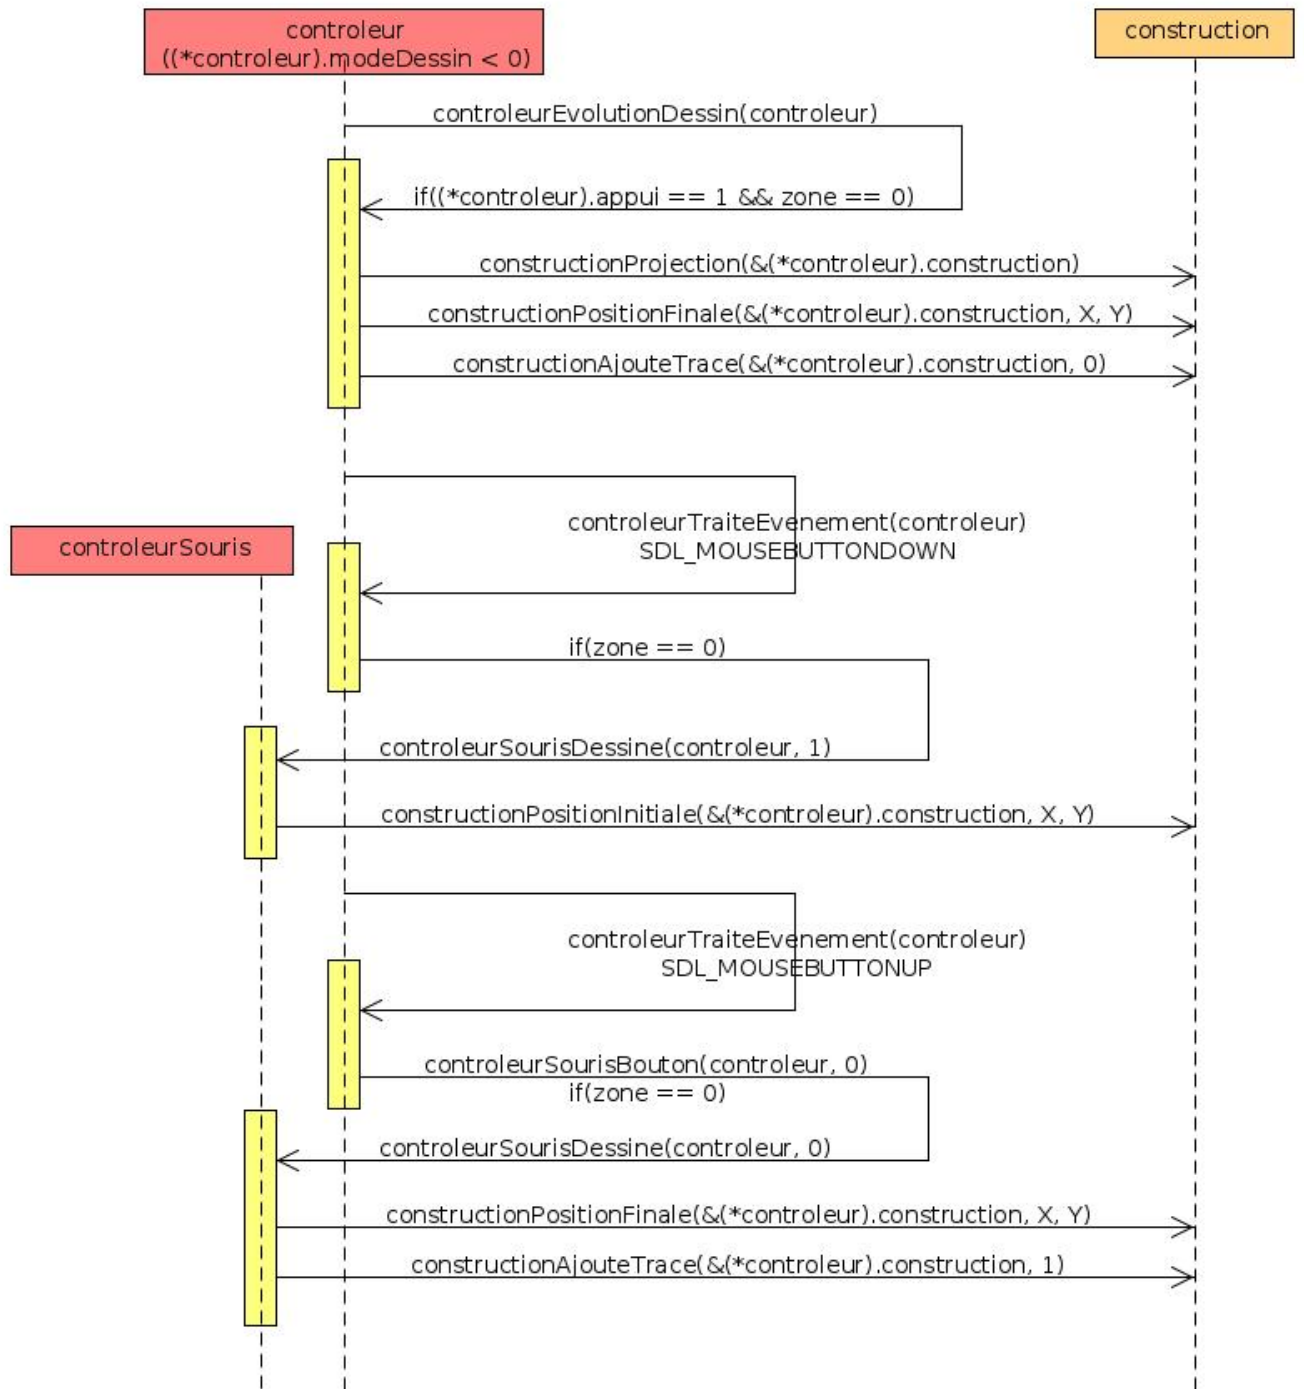 controleur
((*controleur).modeDessin < 0)
construction
controleurEvolutionDessin(controleur)
if((*controleur).appui == 1 && zone == 0)
constructionProjection(&(*controleur).construction)
constructionPositionFinale(&(*controleur).construction, X, Y)
constructionAjouteTrace(&(*controleur).construction, 0)
controleurTraiteEvenement(controleur)
SDL_MOUSEBUTTONDOWN
controleurSouris
if(zone == 0)
controleurSourisDessine(controleur, 1)
constructionPositionInitiale(&(*controleur).construction, X, Y)
controleurTraiteEvenement(controleur)
SDL_MOUSEBUTTONUP
controleurSourisBouton(controleur, 0)
if(zone == 0)
controleurSourisDessine(controleur, 0)
constructionPositionFinale(&(*controleur).construction, X, Y)
constructionAjouteTrace(&(*controleur).construction, 1)